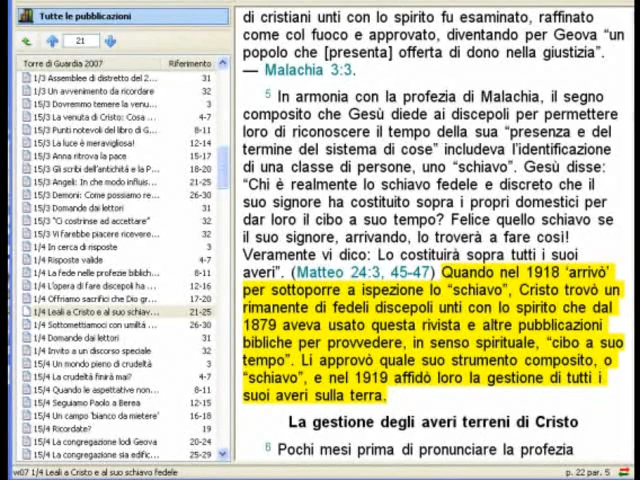 Tutte le pubblicazioni
21
Torre di Guardia 2007 Riferimento
1/3 Assemblee di distretto del 2... 31
1/3 Un avvenimento da ricordare 32
15/3 Dovremmo temere la venu... 3
15/3 La venuta di Cristo: Cosa ... 4-7
15/3 Punti notevoli del libro di G... 8-11
15/3 La luce è meravigliosa! 12-14
15/3 Anna ritrova la pace 15-17
15/3 Gli scribi dell'antichità e la P... 18-20
15/3 Angeli: In che modo influis... 21-25
15/3 Demoni: Come possiamo re... 26-30
15/3 Domande dai lettori 31
15/3 "Ci costrinse ad accettare" 32
15/3 Vi farebbe piacere ricevere... 32
1/4 In cerca di risposte 3
1/4 Risposte valide 4-7
1/4 La fede nelle profezie biblich... 8-11
1/4 L'opera di fare discepoli ha ... 12-16
1/4 Offriamo sacrifici che Dio gr... 17-20
1/4 Leali a Cristo e al suo schiav... 21-25
1/4 Sottomettiamoci con umiltà ... 26-30
1/4 Domande dai lettori 31
1/4 Invito a un discorso speciale 32
15/4 Un mondo pieno di crudeltà 3
15/4 La crudeltà finirà mai? 4-7
15/4 Quando le aspettative non... 8-11
15/4 Seguiamo Paolo a Berea 12-15
15/4 Un campo 'bianco da mietere' 16-18
15/4 Ricordate? 19
15/4 La congregazione lodi Geova 20-24
15/4 La congregazione sia edific... 25-29
w07 1/4 Leali a Cristo e al suo schiavo fedele
di cristiani unti con lo spirito fu esaminato, raffinato
come col fuoco e approvato, diventando per Geova "un
popolo che [presenta] offerta di dono nella giustizia".
— Malachia 3:3.
5 In armonia con la profezia di Malachia, il segno
composito che Gesù diede ai discepoli per permettere
loro di riconoscere il tempo della sua "presenza e del
termine del sistema di cose" includeva l'identificazione
di una classe di persone, uno "schiavo". Gesù disse:
"Chi è realmente lo schiavo fedele e discreto che il
suo signore ha costituito sopra i propri domestici per
dar loro il cibo a suo tempo? Felice quello schiavo se
il suo signore, arrivando, lo troverà a fare così!
Veramente vi dico: Lo costituirà sopra tutti i suoi
averi". (Matteo 24:3, 45-47) Quando nel 1918 'arrivò'
per sottoporre a ispezione lo "schiavo", Cristo trovò un
rimanente di fedeli discepoli unti con lo spirito che dal
1879 aveva usato questa rivista e altre pubblicazioni
bibliche per provvedere, in senso spirituale, "cibo a suo
tempo". Li approvò quale suo strumento composito, o
"schiavo", e nel 1919 affidò loro la gestione di tutti i
suoi averi sulla terra.
La gestione degli averi terreni di Cristo
6 Pochi mesi prima di pronunciare la profezia
p. 22 par. 5